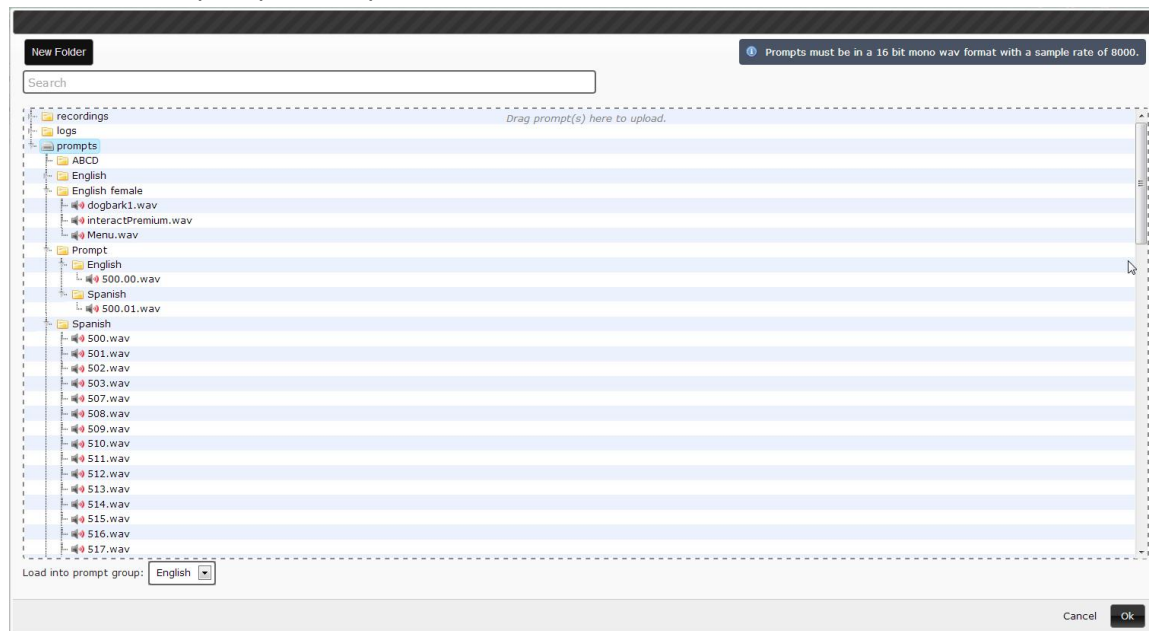 New Folder
Prompts must be in a 16 bit mono wav format with a sample rate of 8000.
Search
Drag prompt(s) here to upload.
recordings
logs
prompts
ABCD
English
English female
dogbark1.wav
interactPremium.wav
Menu.wav
Prompt
English
500.00.wav
Spanish
500.01.wav
Spanish
500.wav
501.wav
502.wav
503.wav
507.wav
508.wav
509.wav
510.wav
511.wav
512.wav
513.wav
514.wav
515.wav
516.wav
517.wav
Load into prompt group: English
Cancel Ok